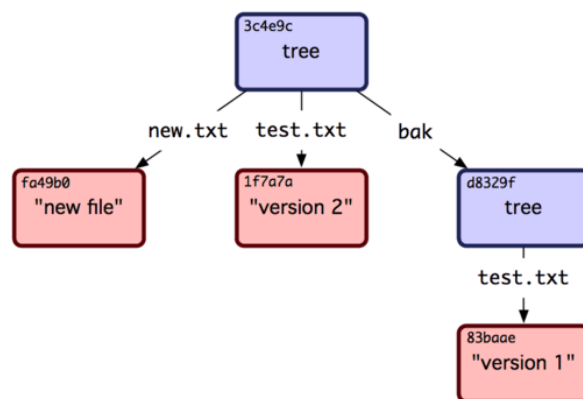 3c4e9c
tree
new.txt test.txt bak
fa49b0 1f7a7a d8329f
"new file" "version 2" tree
test.txt
83baae
"version 1"